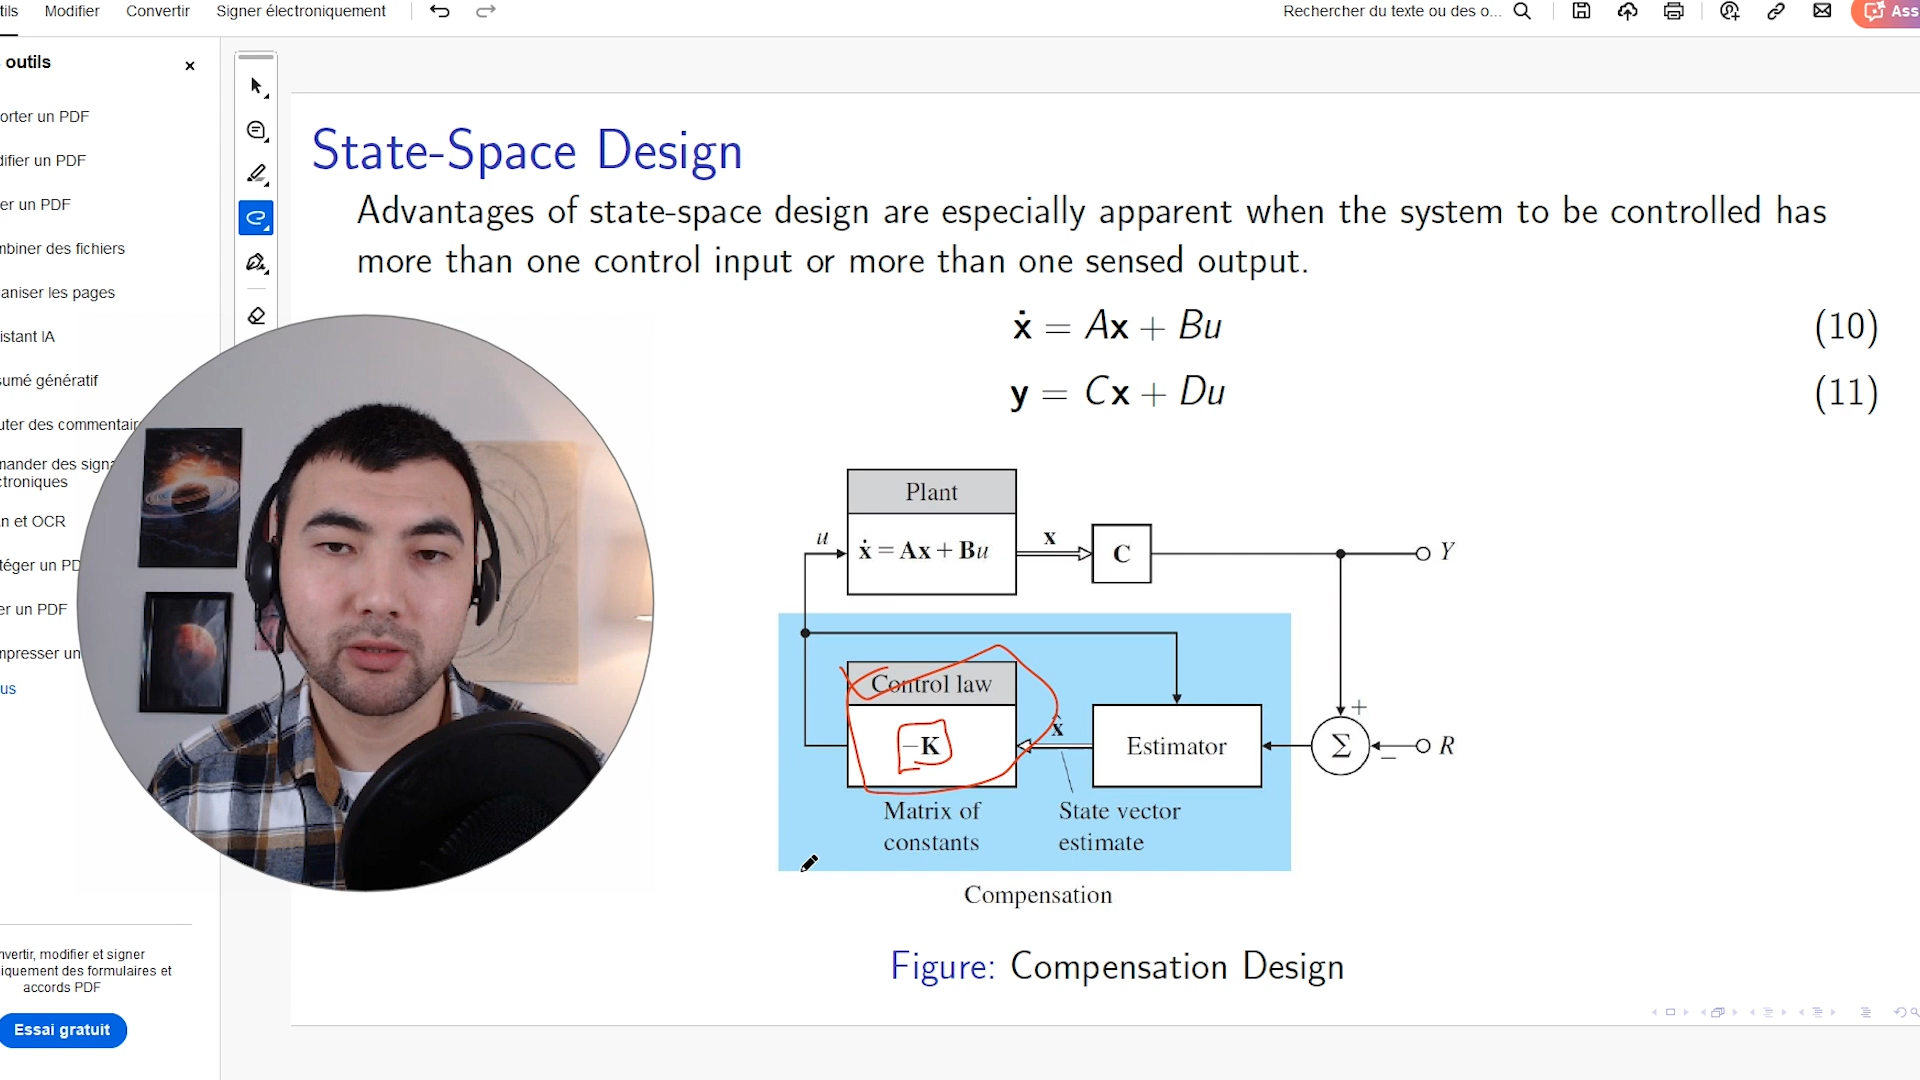 tils Modifier Convertir Signer électroniquement Rechercher du texte ou des o... Ass
outils
orter un PDF
difier un PDF
er un PDF
nbiner des fichiers
aniser les pages
istant IA
sumé génératif
uter des commentair
mander des signa
ctroniques
n et OCR
téger un PD
er un PDF
mpresser un
us
nvertir, modifier et signer
iquement des formulaires et
accords PDF
Essai gratuit
State-Space Design
Advantages of state-space design are especially apparent when the system to be controlled has
more than one control input or more than one sensed output.
ẋ = Ax + Bu (10)
y = Cx + Du (11)
Plant
u ẋ = Ax + Bu x C Y
Control law
−K x̂ Estimator Σ + − R
Matrix of
constants
State vector
estimate
Compensation
Figure: Compensation Design